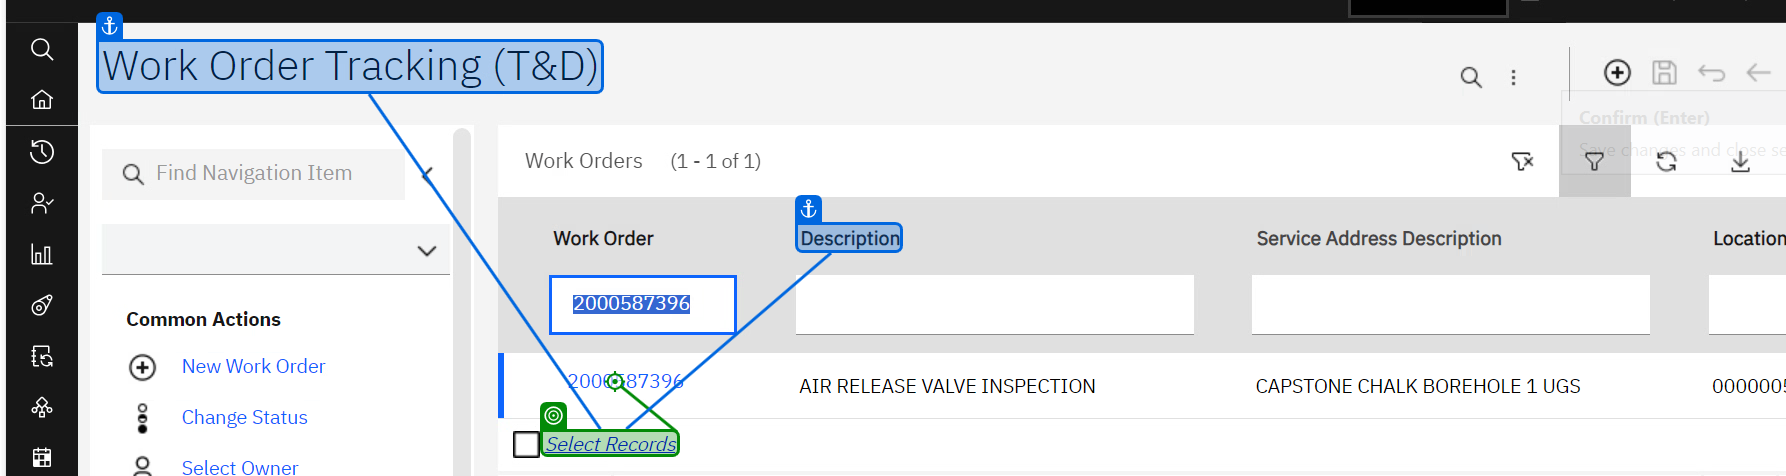 Work Order Tracking (T&D)
Confirm (Enter)
Save changes and close se
Find Navigation Item
Work Orders (1 - 1 of 1)
Work Order Description Service Address Description Location
2000587396
Common Actions
New Work Order
2000587396 AIR RELEASE VALVE INSPECTION CAPSTONE CHALK BOREHOLE 1 UGS 0000005
Change Status
Select Records
Select Owner